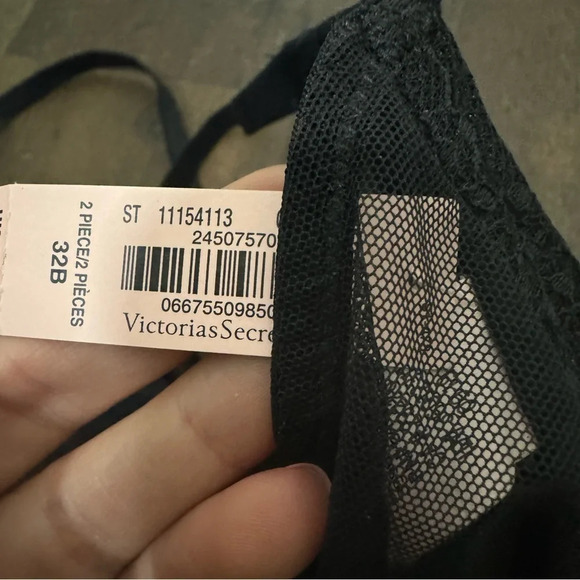 ST 11154113
24507570
06675509850
VictoriasSecre
2 PIECE/2 PIÈCES
32B